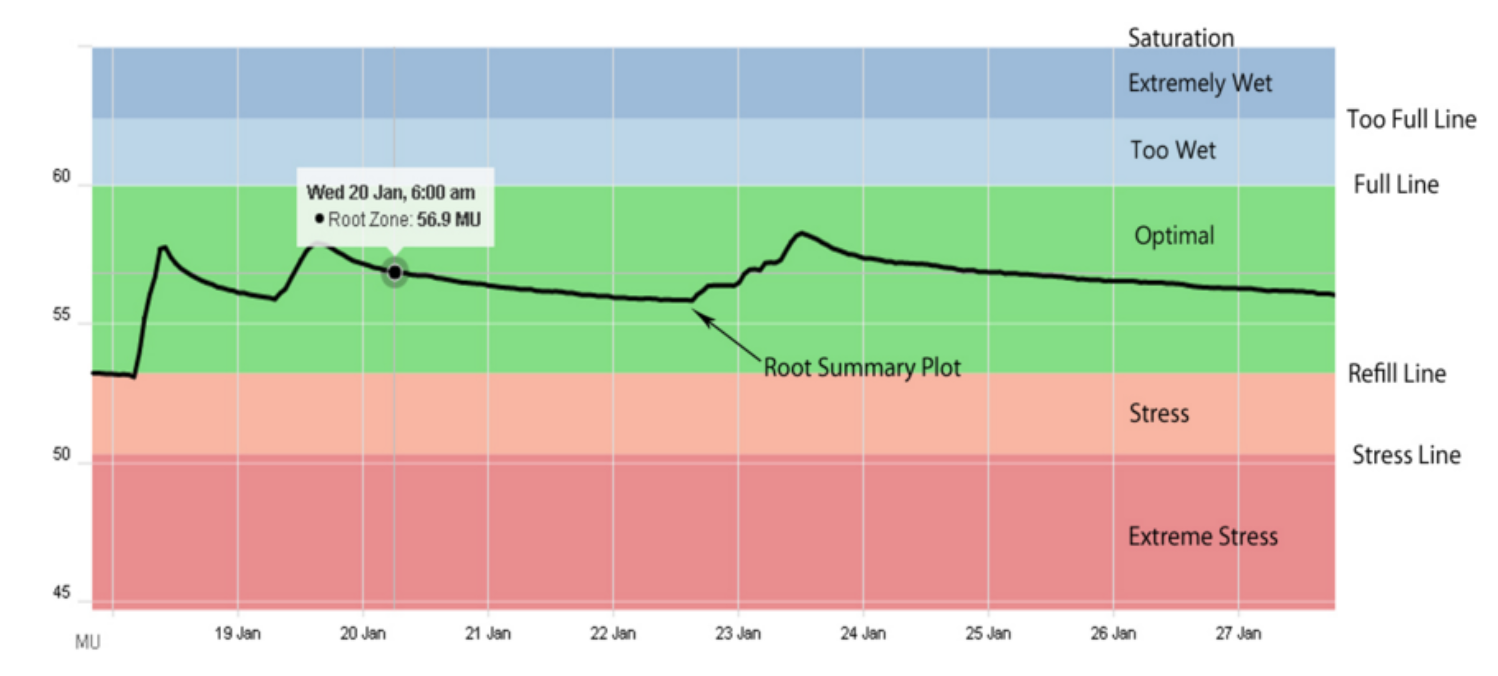 Saturation
Extremely Wet
Too Full Line
Too Wet
60
Full Line
Wed 20 Jan, 6:00 am
Root Zone: 56.9 MU
Optimal
55
Root Summary Plot
Refill Line
Stress
50
Stress Line
Extreme Stress
45
MU
19 Jan
20 Jan
21 Jan
22 Jan
23 Jan
24 Jan
25 Jan
26 Jan
27 Jan